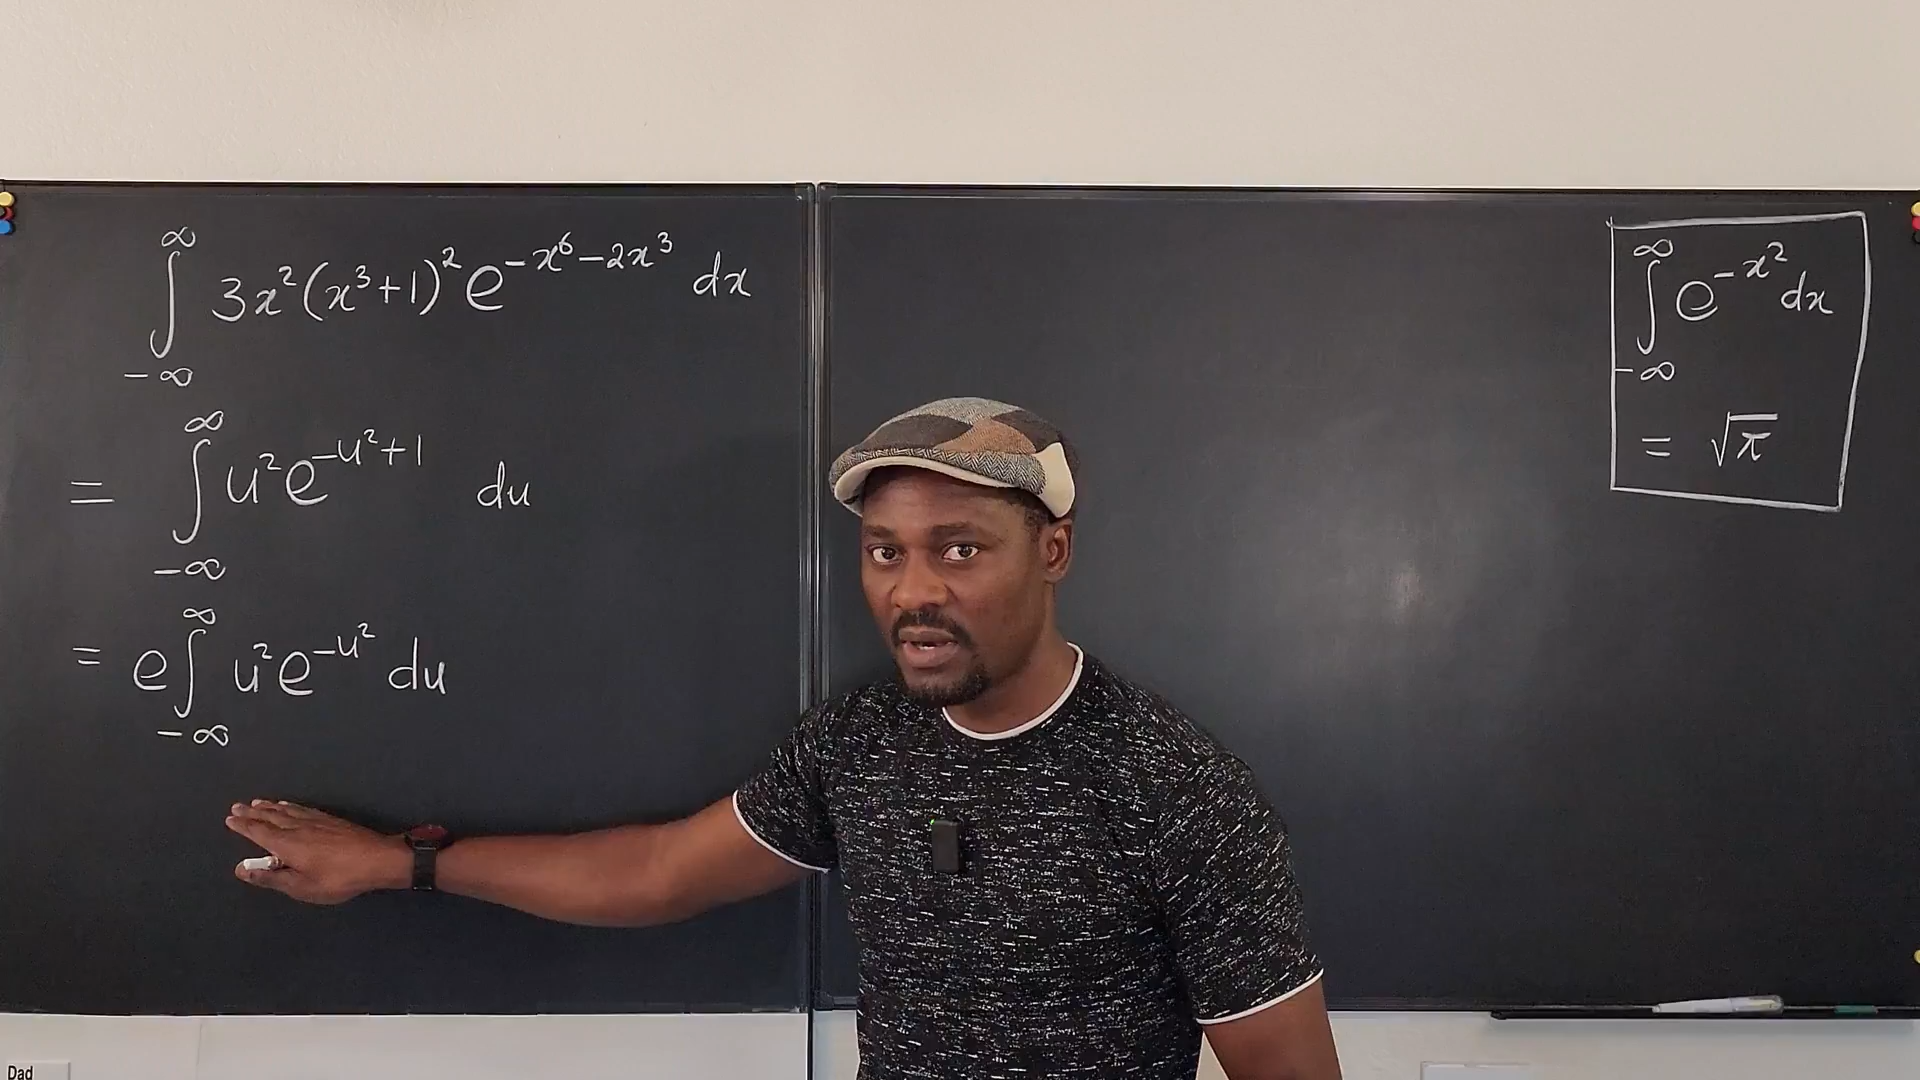 ∫_{-∞}^{∞} 3x²(x³+1)² e^{-x⁶-2x³} dx
= ∫_{-∞}^{∞} u² e^{-u²+1} du
= e ∫_{-∞}^{∞} u² e^{-u²} du
∫_{-∞}^{∞} e^{-x²} dx
= √π
Dad